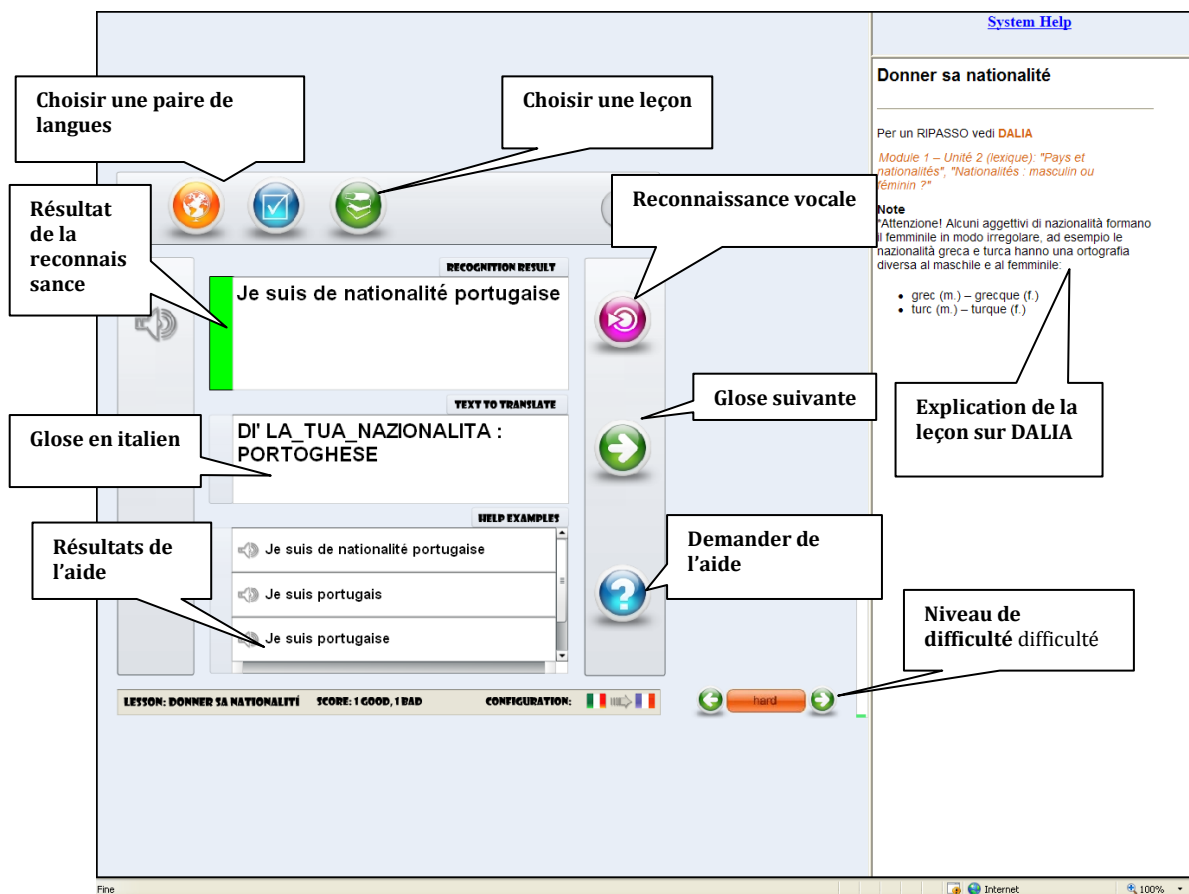 System Help
Donner sa nationalité
Per un RIPASSO vedi DALIA
Module 1 – Unité 2 (lexique): "Pays et
nationalités", "Nationalités : masculin ou
féminin ?"
Note
"Attenzione! Alcuni aggettivi di nazionalità formano
il femminile in modo irregolare, ad esempio le
nazionalità greca e turca hanno una ortografia
diversa al maschile e al femminile:
• grec (m.) – grecque (f.)
• turc (m.) – turque (f.)
Explication de la
leçon sur DALIA
Choisir une paire de
langues
Choisir une leçon
Résultat
de la
reconnais
sance
Reconnaissance vocale
RECOGNITION RESULT
Je suis de nationalité portugaise
Glose suivante
TEXT TO TRANSLATE
DI' LA_TUA_NAZIONALITA :
PORTOGHESE
Glose en italien
HELP EXAMPLES
Je suis de nationalité portugaise
Je suis portugais
Je suis portugaise
Résultats de
l'aide
Demander de
l'aide
Niveau de
difficulté difficulté
LESSON: DONNER SA NATIONALITÍ SCORE: 1 GOOD, 1 BAD CONFIGURATION:
hard
Fine Internet 100%